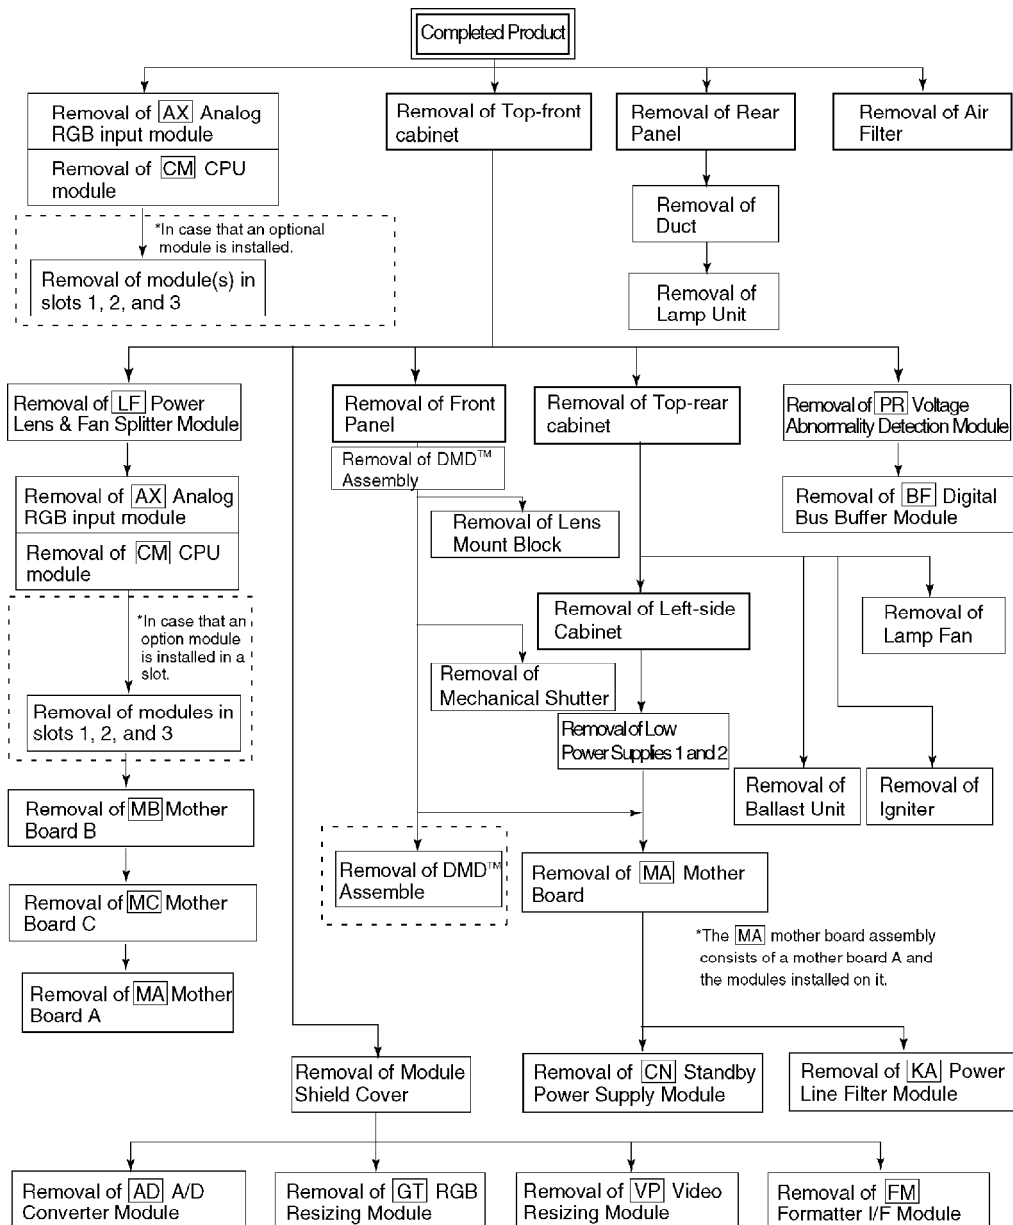 Completed Product
Removal of AX Analog
RGB input module
Removal of CM CPU
module
Removal of Top-front
cabinet
Removal of Rear
Panel
Removal of Air
Filter
*In case that an optional
module is installed.
Removal of module(s) in
slots 1, 2, and 3
Removal of
Duct
Removal of
Lamp Unit
Removal of LF Power
Lens & Fan Splitter Module
Removal of Front
Panel
Removal of DMD™
Assembly
Removal of Top-rear
cabinet
Removal of PR Voltage
Abnormality Detection Module
Removal of AX Analog
RGB input module
Removal of CM CPU
module
Removal of Lens
Mount Block
Removal of BF Digital
Bus Buffer Module
*In case that an
option module
is installed in a
slot.
Removal of modules in
slots 1, 2, and 3
Removal of Left-side
Cabinet
Removal of
Lamp Fan
Removal of
Mechanical Shutter
Removal of Low
Power Supplies 1 and 2
Removal of
Ballast Unit
Removal of
Igniter
Removal of MB Mother
Board B
Removal of DMD™
Assemble
Removal of MA Mother
Board
Removal of MC Mother
Board C
*The MA mother board assembly
consists of a mother board A and
the modules installed on it.
Removal of MA Mother
Board A
Removal of Module
Shield Cover
Removal of CN Standby
Power Supply Module
Removal of KA Power
Line Filter Module
Removal of AD A/D
Converter Module
Removal of GT RGB
Resizing Module
Removal of VP Video
Resizing Module
Removal of FM
Formatter I/F Module